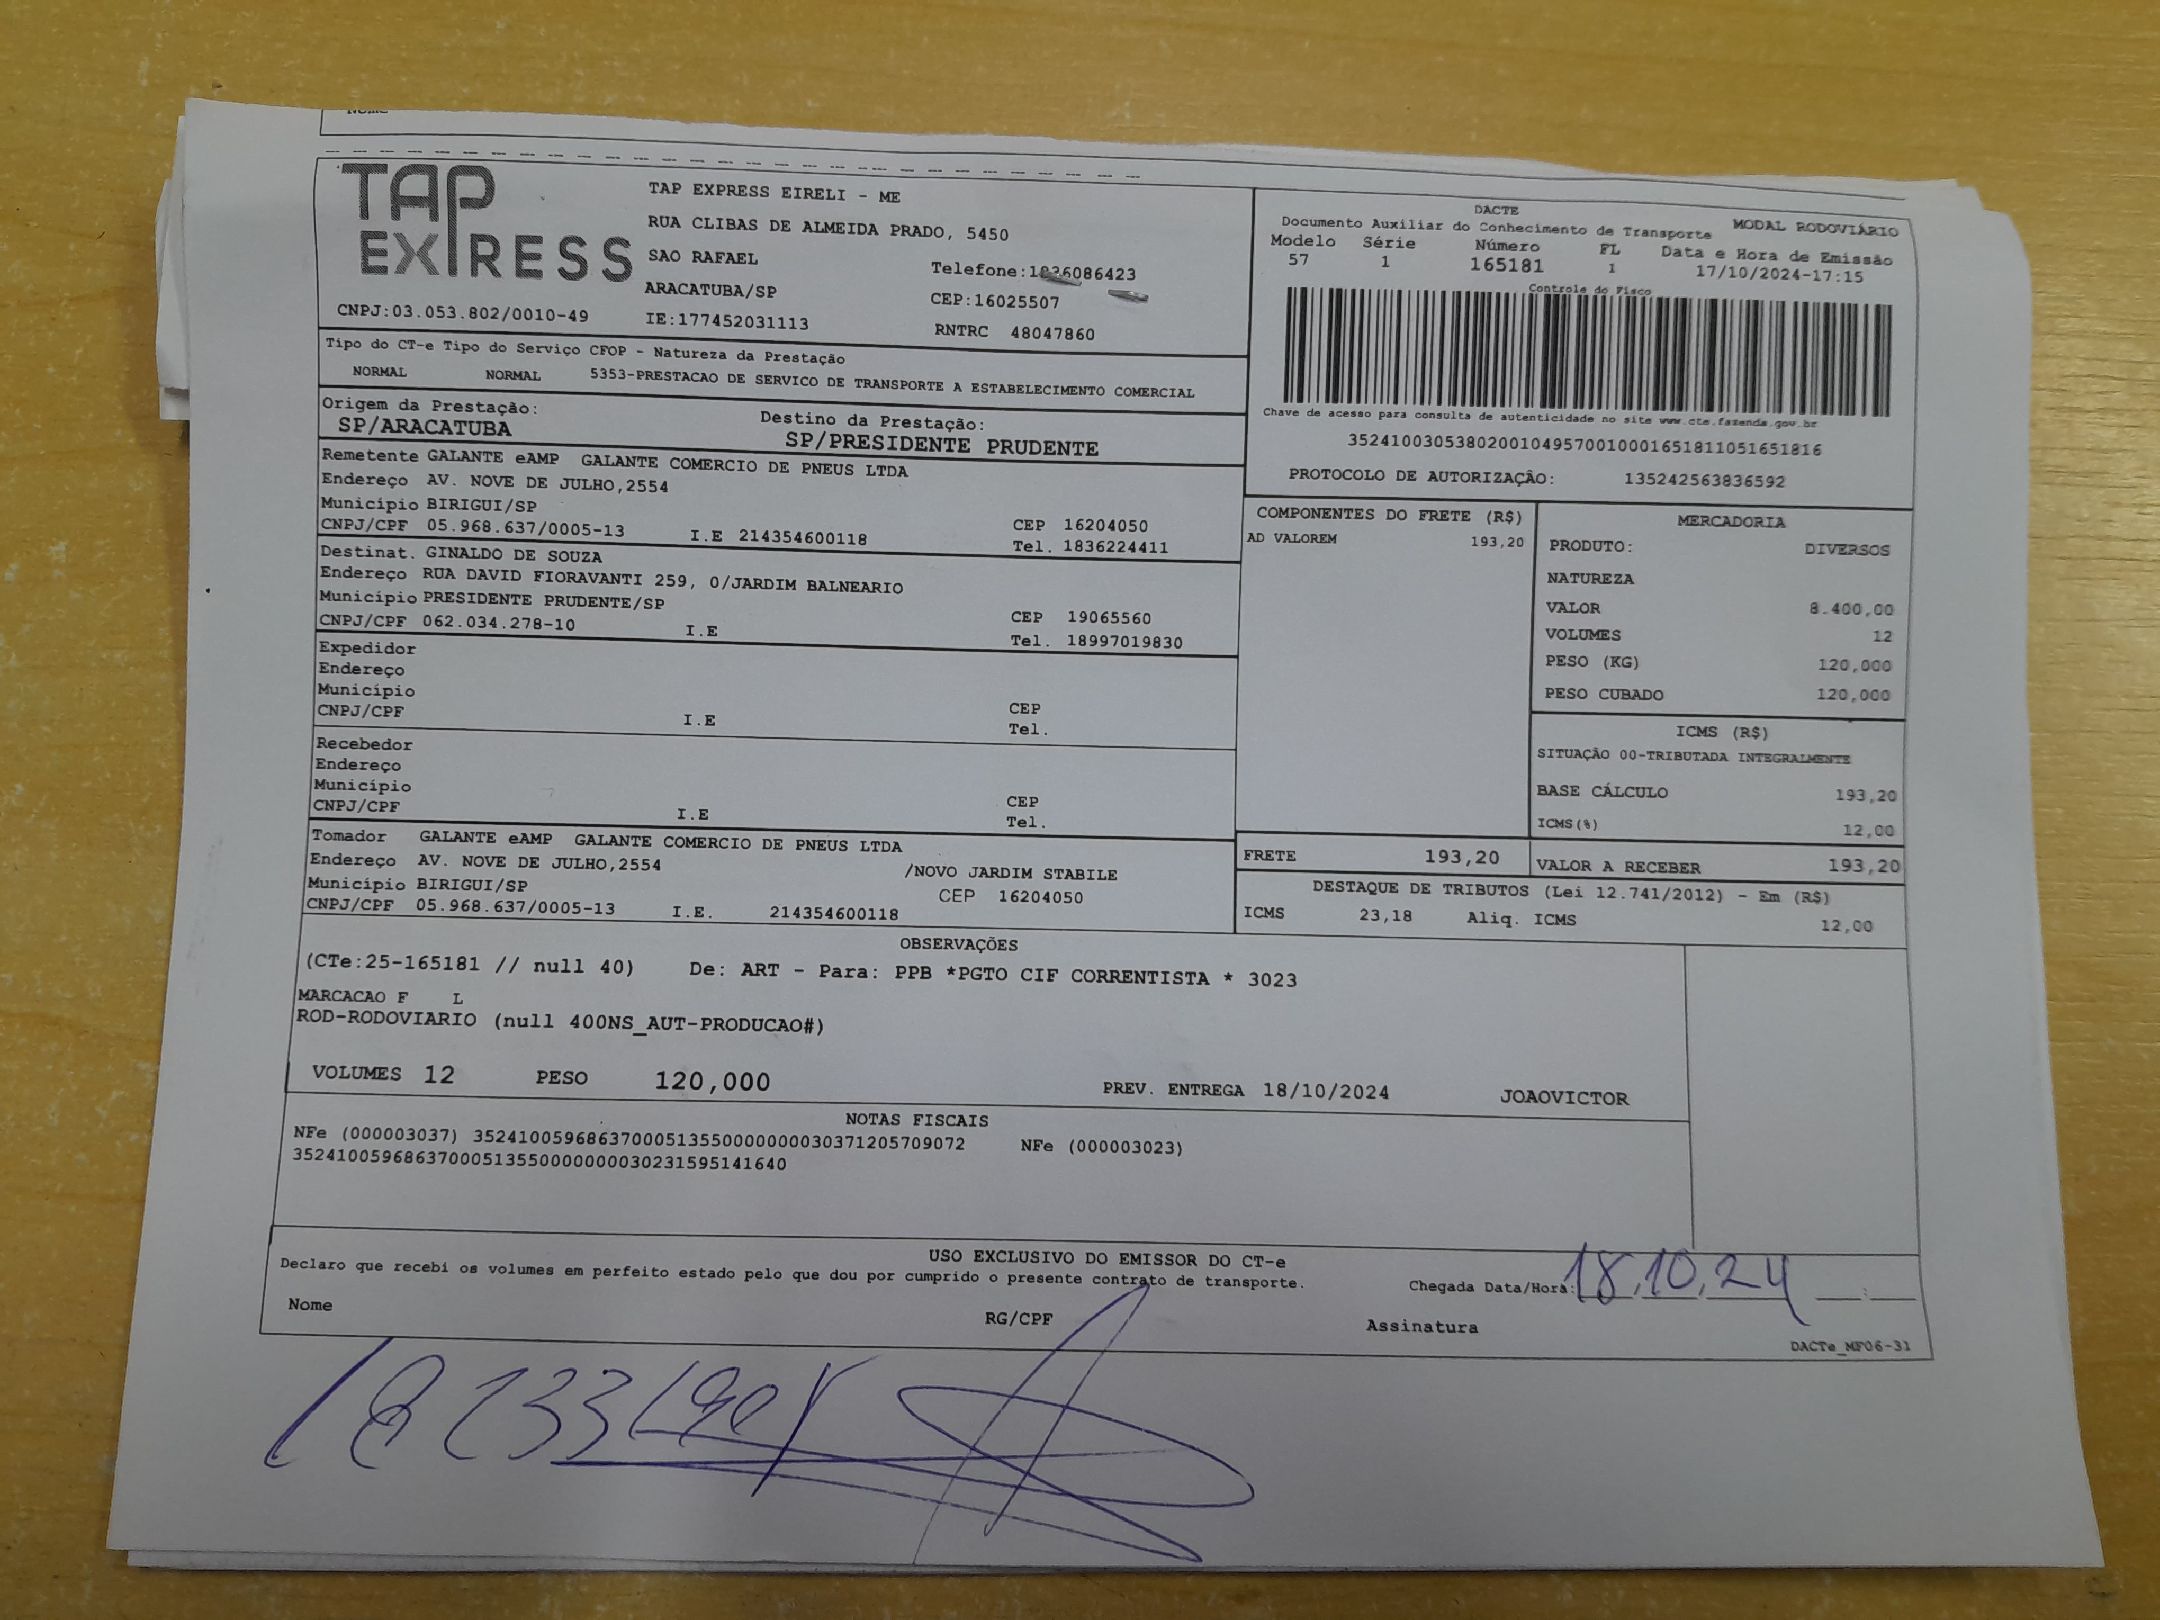 TAP
EXPRESS
CNPJ:03.053.802/0010-49
TAP EXPRESS EIRELI - ME
RUA CLIBAS DE ALMEIDA PRADO, 5450
SAO RAFAEL
Telefone:1836086423
ARACATUBA/SP
CEP:16025507
IE:177452031113
RNTRC 48047860
DACTE
Documento Auxiliar do Conhecimento de Transporte MODAL RODOVIÁRIO
Modelo Série Número FL Data e Hora de Emissão
57 1 165181 1 17/10/2024-17:15
Controle do Fisco
Chave de acesso para consulta de autenticidade no site www.cte.fazenda.gov.br
35241003053802001049570010001651811051651816
PROTOCOLO DE AUTORIZAÇÃO: 135242563836592
Tipo do CT-e Tipo do Serviço CFOP - Natureza da Prestação
NORMAL NORMAL 5353-PRESTACAO DE SERVICO DE TRANSPORTE A ESTABELECIMENTO COMERCIAL
Origem da Prestação: Destino da Prestação:
SP/ARACATUBA SP/PRESIDENTE PRUDENTE
Remetente GALANTE eAMP GALANTE COMERCIO DE PNEUS LTDA
Endereço AV. NOVE DE JULHO,2554
Município BIRIGUI/SP CEP 16204050
CNPJ/CPF 05.968.637/0005-13 I.E 214354600118 Tel. 1836224411
Destinat. GINALDO DE SOUZA
Endereço RUA DAVID FIORAVANTI 259, 0/JARDIM BALNEARIO
Município PRESIDENTE PRUDENTE/SP CEP 19065560
CNPJ/CPF 062.034.278-10 I.E Tel. 18997019830
Expedidor
Endereço
Município CEP
CNPJ/CPF I.E Tel.
Recebedor
Endereço
Município CEP
CNPJ/CPF I.E Tel.
Tomador GALANTE eAMP GALANTE COMERCIO DE PNEUS LTDA
Endereço AV. NOVE DE JULHO,2554 /NOVO JARDIM STABILE
Município BIRIGUI/SP CEP 16204050
CNPJ/CPF 05.968.637/0005-13 I.E. 214354600118
COMPONENTES DO FRETE (R$)
AD VALOREM 193,20
MERCADORIA
PRODUTO: DIVERSOS
NATUREZA
VALOR 8.400,00
VOLUMES 12
PESO (KG) 120,000
PESO CUBADO 120,000
ICMS (R$)
SITUAÇÃO 00-TRIBUTADA INTEGRALMENTE
BASE CÁLCULO 193,20
ICMS(%) 12,00
FRETE 193,20 VALOR A RECEBER 193,20
DESTAQUE DE TRIBUTOS (Lei 12.741/2012) - Em (R$)
ICMS 23,18 Aliq. ICMS 12,00
OBSERVAÇÕES
(CTe:25-165181 // null 40) De: ART - Para: PPB *PGTO CIF CORRENTISTA * 3023
MARCACAO F L
ROD-RODOVIARIO (null 400NS_AUT-PRODUCAO#)
VOLUMES 12 PESO 120,000 PREV. ENTREGA 18/10/2024 JOAOVICTOR
NOTAS FISCAIS
NFe (000003037) 35241005968637000513550000000030371205709072 NFe (000003023)
35241005968637000513550000000030231595141640
USO EXCLUSIVO DO EMISSOR DO CT-e
Declaro que recebi os volumes em perfeito estado pelo que dou por cumprido o presente contrato de transporte.
Chegada Data/Hora: 18.10.24
Nome RG/CPF Assinatura
DACTe_MF06-31